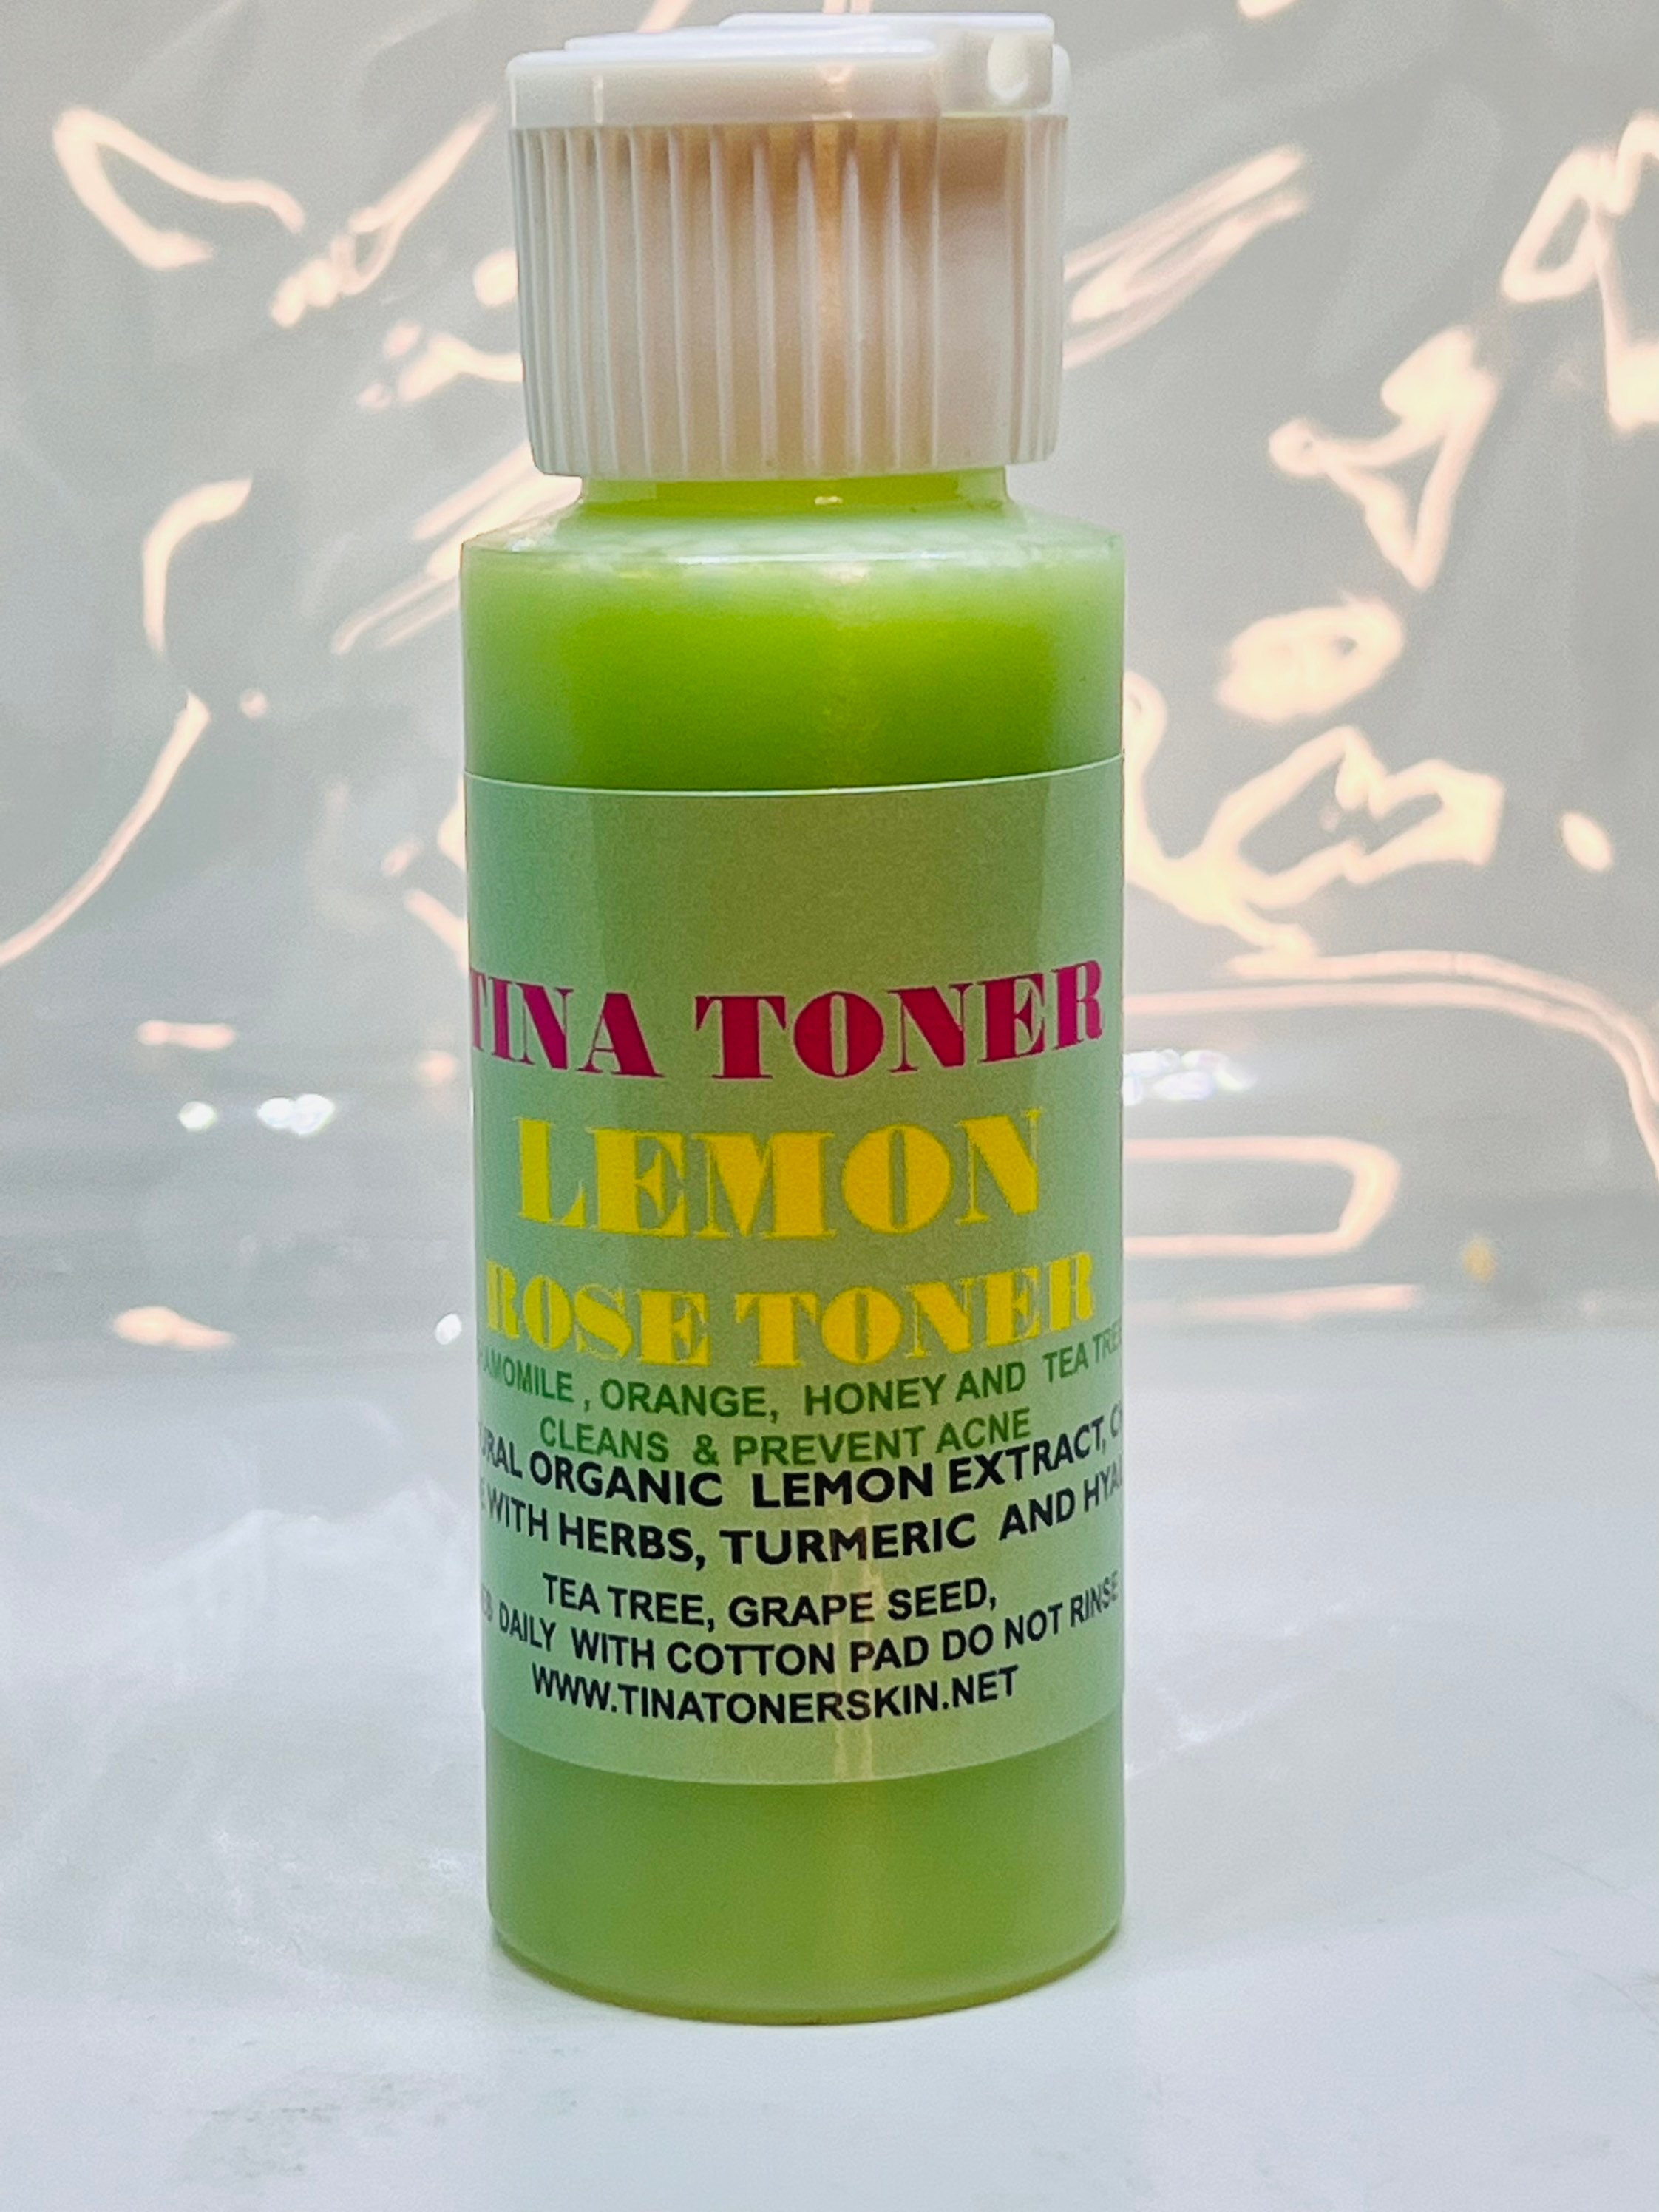 TINA TONER
LEMON
ROSE TONER
, ORANGE, HONEY AND TEA TREE
CLEANS & PREVENT ACNE
ORGANIC LEMON EXTRACT,
WITH HERBS, TURMERIC AND
TEA TREE, GRAPE SEED,
DAILY WITH COTTON PAD DO NOT RINSE
WWW.TINATONERSKIN.NET